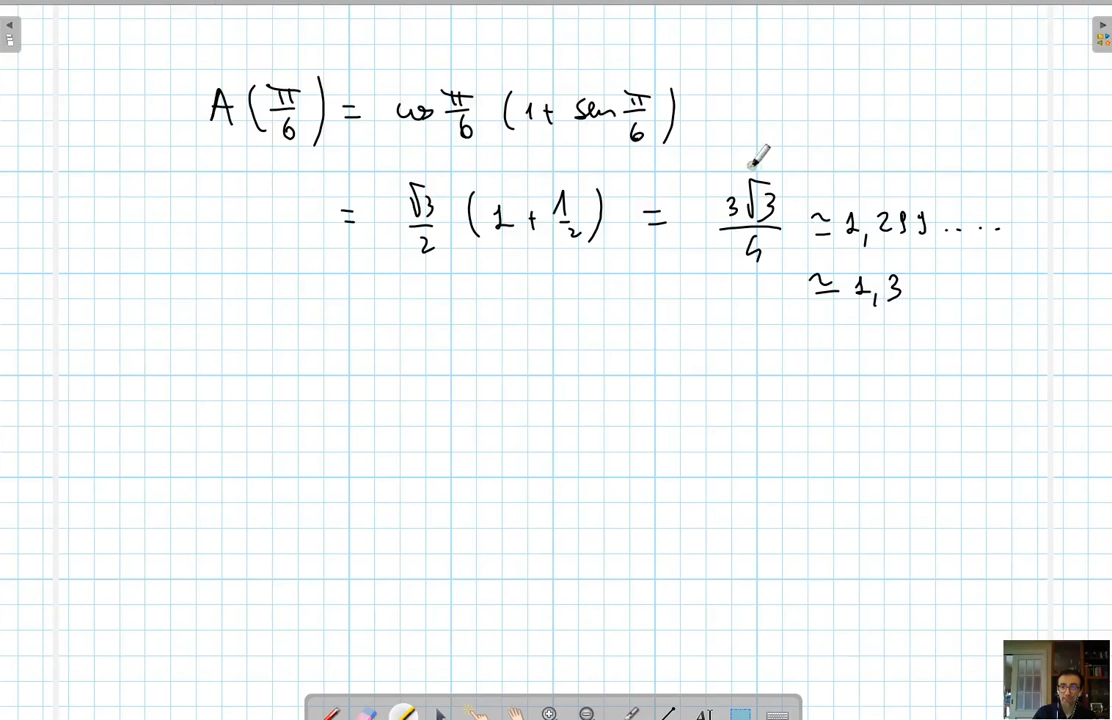 A(π/6) = cos π/6 (1 + sen π/6)
= √3/2 (1 + 1/2) = 3√3/4 ≃ 1,299....
≃ 1,3